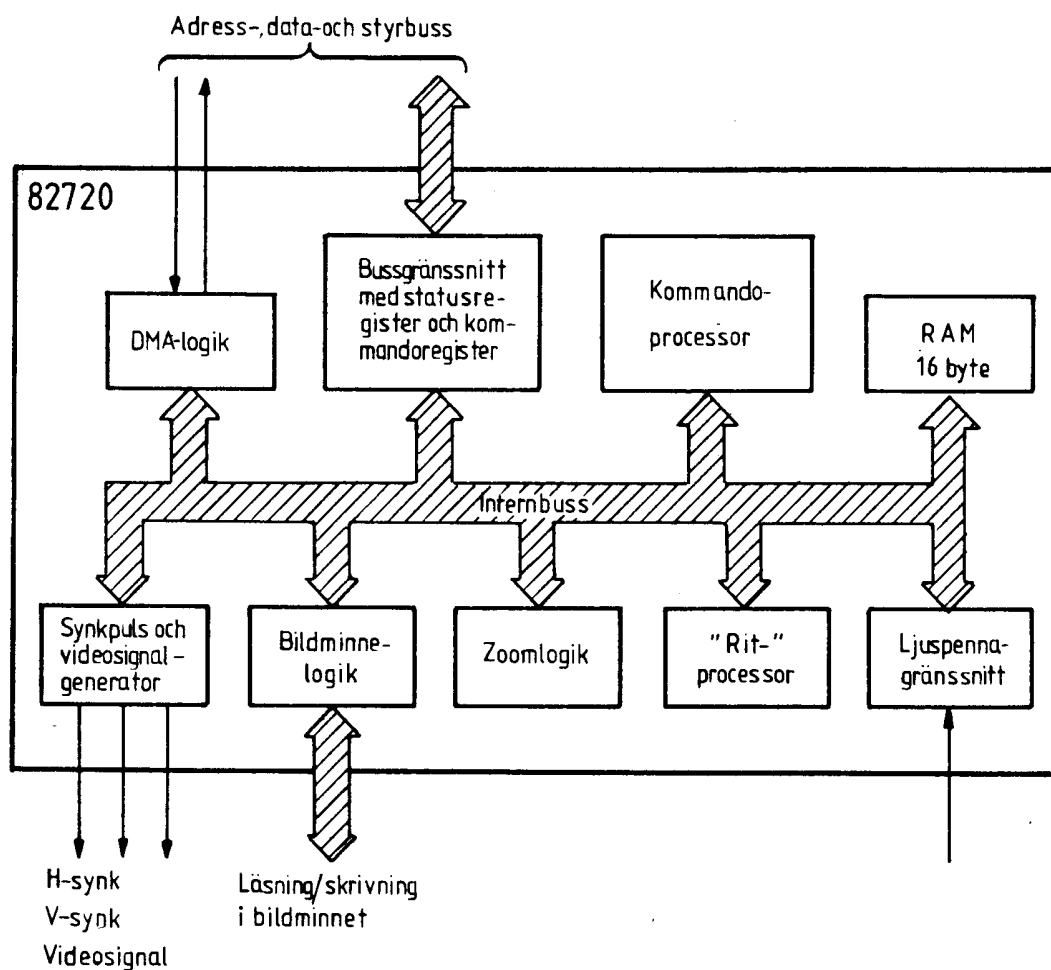 Adress-, data-och styrbuss
82720
DMA-logik
Bussgränssnitt
med statusre-
gister och kom-
mandoregister
Kommando-
processor
RAM
16 byte
Internbuss
Synkpuls och
videosignal-
generator
Bildminne-
logik
Zoomlogik
"Rit-"
processor
Ljuspenna-
gränssnitt
H-synk
V-synk
Videosignal
Läsning/skrivning
i bildminnet